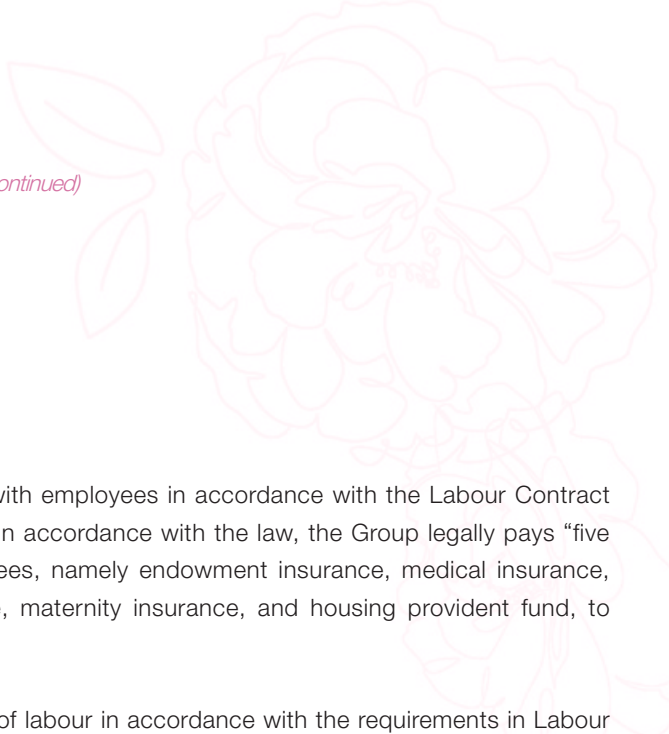 ontinued)
with employees in accordance with the Labour Contract
n accordance with the law, the Group legally pays “five
ees, namely endowment insurance, medical insurance,
, maternity insurance, and housing provident fund, to
of labour in accordance with the requirements in Labour